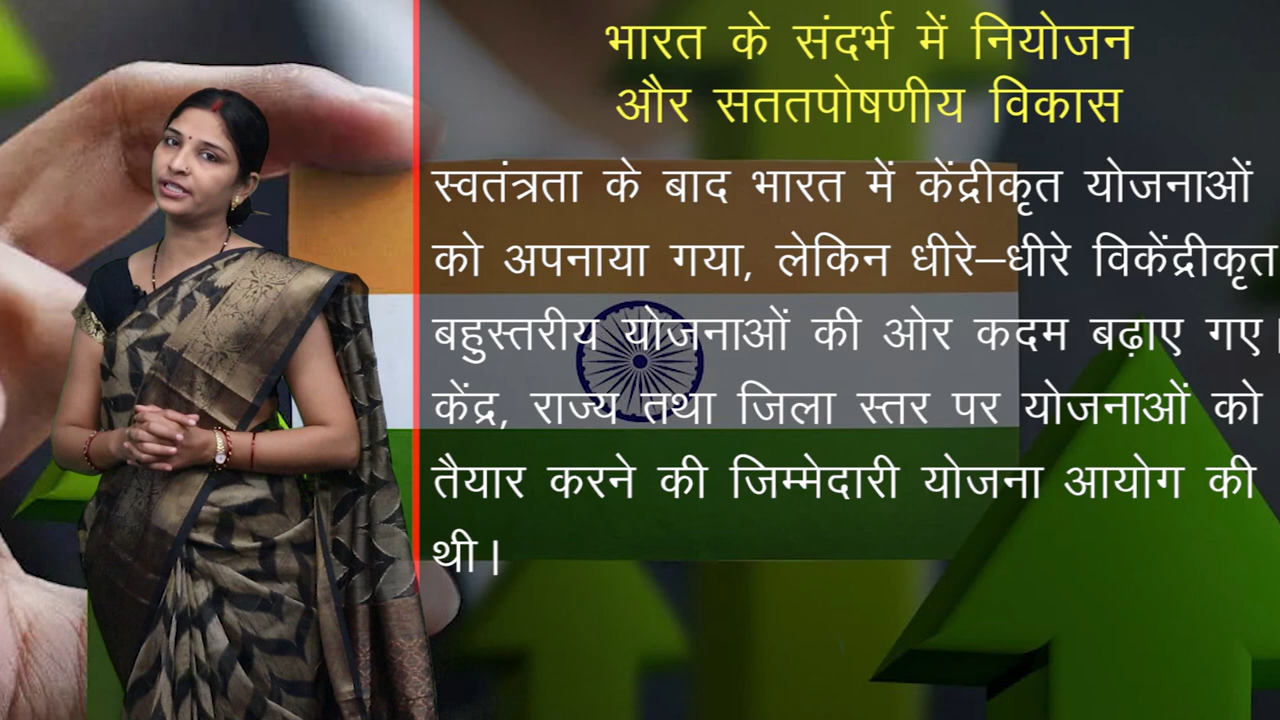 भारत के संदर्भ में नियोजन
और सततपोषणीय विकास
स्वतंत्रता के बाद भारत में केंद्रीकृत योजनाओं
को अपनाया गया, लेकिन धीरे–धीरे विकेंद्रीकृत
बहुस्तरीय योजनाओं की ओर कदम बढ़ाए गए।
केंद्र, राज्य तथा जिला स्तर पर योजनाओं को
तैयार करने की जिम्मेदारी योजना आयोग की
थी।